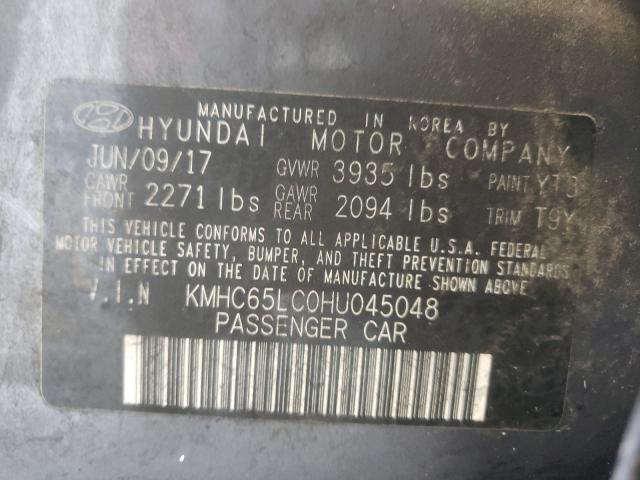 MANUFACTURED IN KOREA BY
HYUNDAI MOTOR COMPANY
JUN/09/17 GVWR 3935 lbs PAINT YT3
GAWR FRONT 2271 lbs GAWR REAR 2094 lbs TRIM T9Y
THIS VEHICLE CONFORMS TO ALL APPLICABLE U.S.A. FEDERAL
MOTOR VEHICLE SAFETY, BUMPER, AND THEFT PREVENTION STANDARDS
IN EFFECT ON THE DATE OF MANUFACTURE SHOWN ABOVE
V.I.N KMHC65LC0HU045048
PASSENGER CAR